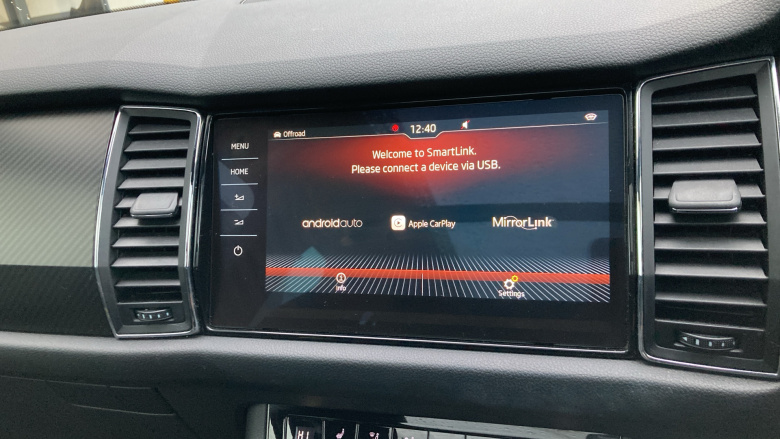 Offroad
12:40
MENU
HOME
Welcome to SmartLink.
Please connect a device via USB.
androidauto
Apple CarPlay
MirrorLink
Info
Settings
HI